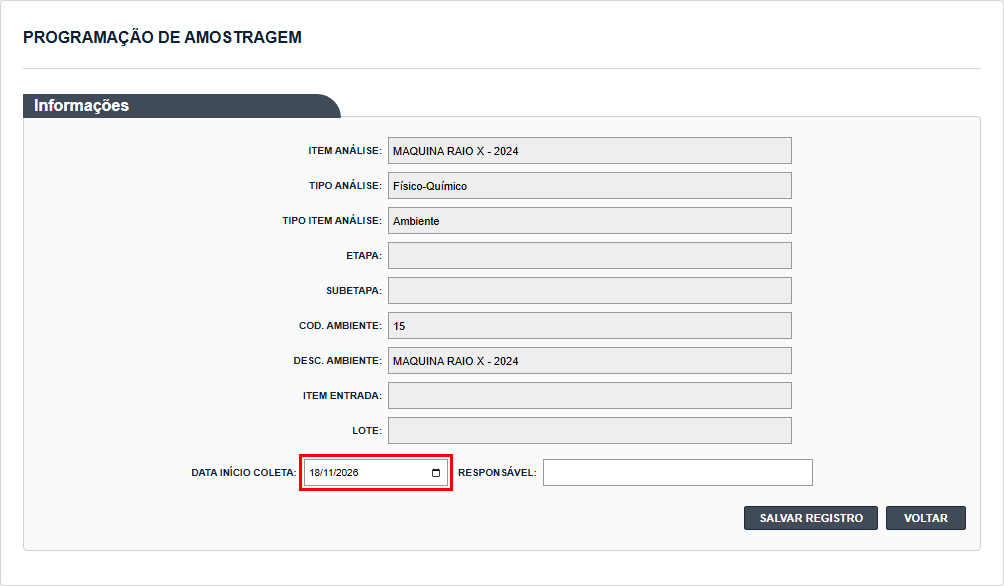 PROGRAMAÇÃO DE AMOSTRAGEM
Informações
ITEM ANÁLISE: MAQUINA RAIO X - 2024
TIPO ANÁLISE: Físico-Químico
TIPO ITEM ANÁLISE: Ambiente
ETAPA:
SUBETAPA:
COD. AMBIENTE: 15
DESC. AMBIENTE: MAQUINA RAIO X - 2024
ITEM ENTRADA:
LOTE:
DATA INÍCIO COLETA: 18/11/2026 RESPONSÁVEL:
SALVAR REGISTRO VOLTAR